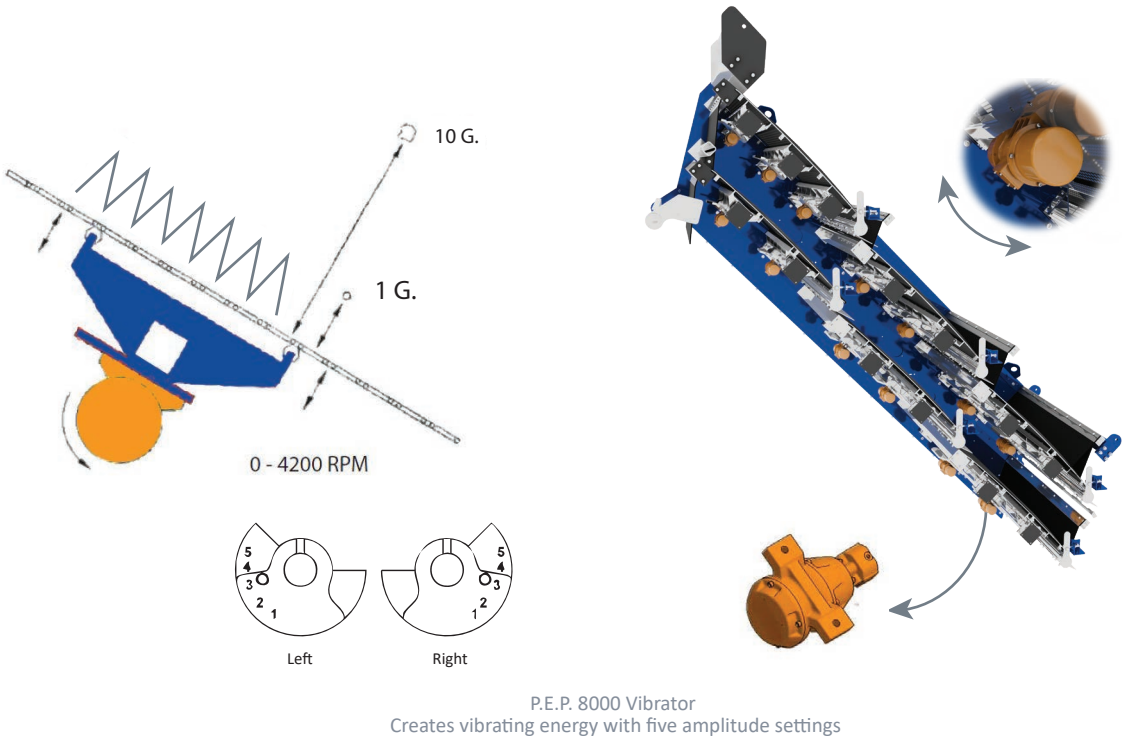 10 G.
1 G.
0 - 4200 RPM
5
4
3
2
1
5
4
3
2
1
Left
Right
P.E.P. 8000 Vibrator
Creates vibrating energy with five amplitude settings